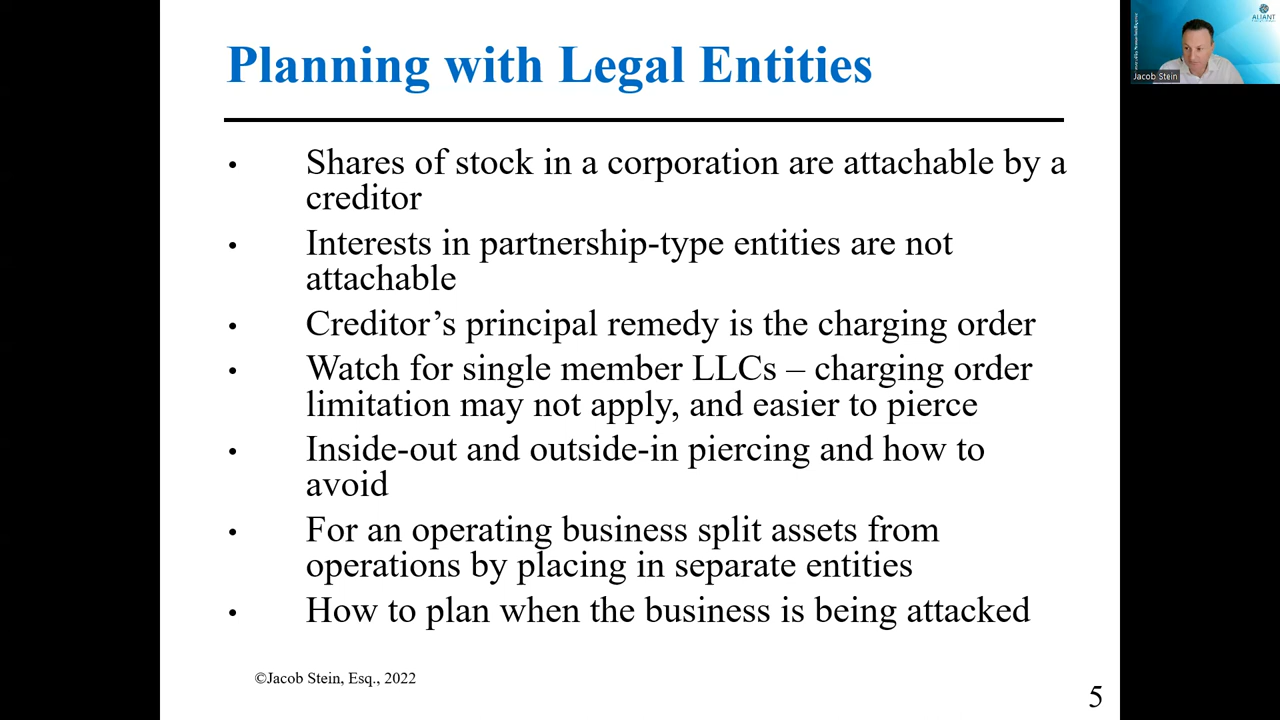 Planning with Legal Entities
• Shares of stock in a corporation are attachable by a
creditor
• Interests in partnership-type entities are not
attachable
• Creditor’s principal remedy is the charging order
• Watch for single member LLCs – charging order
limitation may not apply, and easier to pierce
• Inside-out and outside-in piercing and how to
avoid
• For an operating business split assets from
operations by placing in separate entities
• How to plan when the business is being attacked
©Jacob Stein, Esq., 2022
5
ALIANT
Jacob Stein